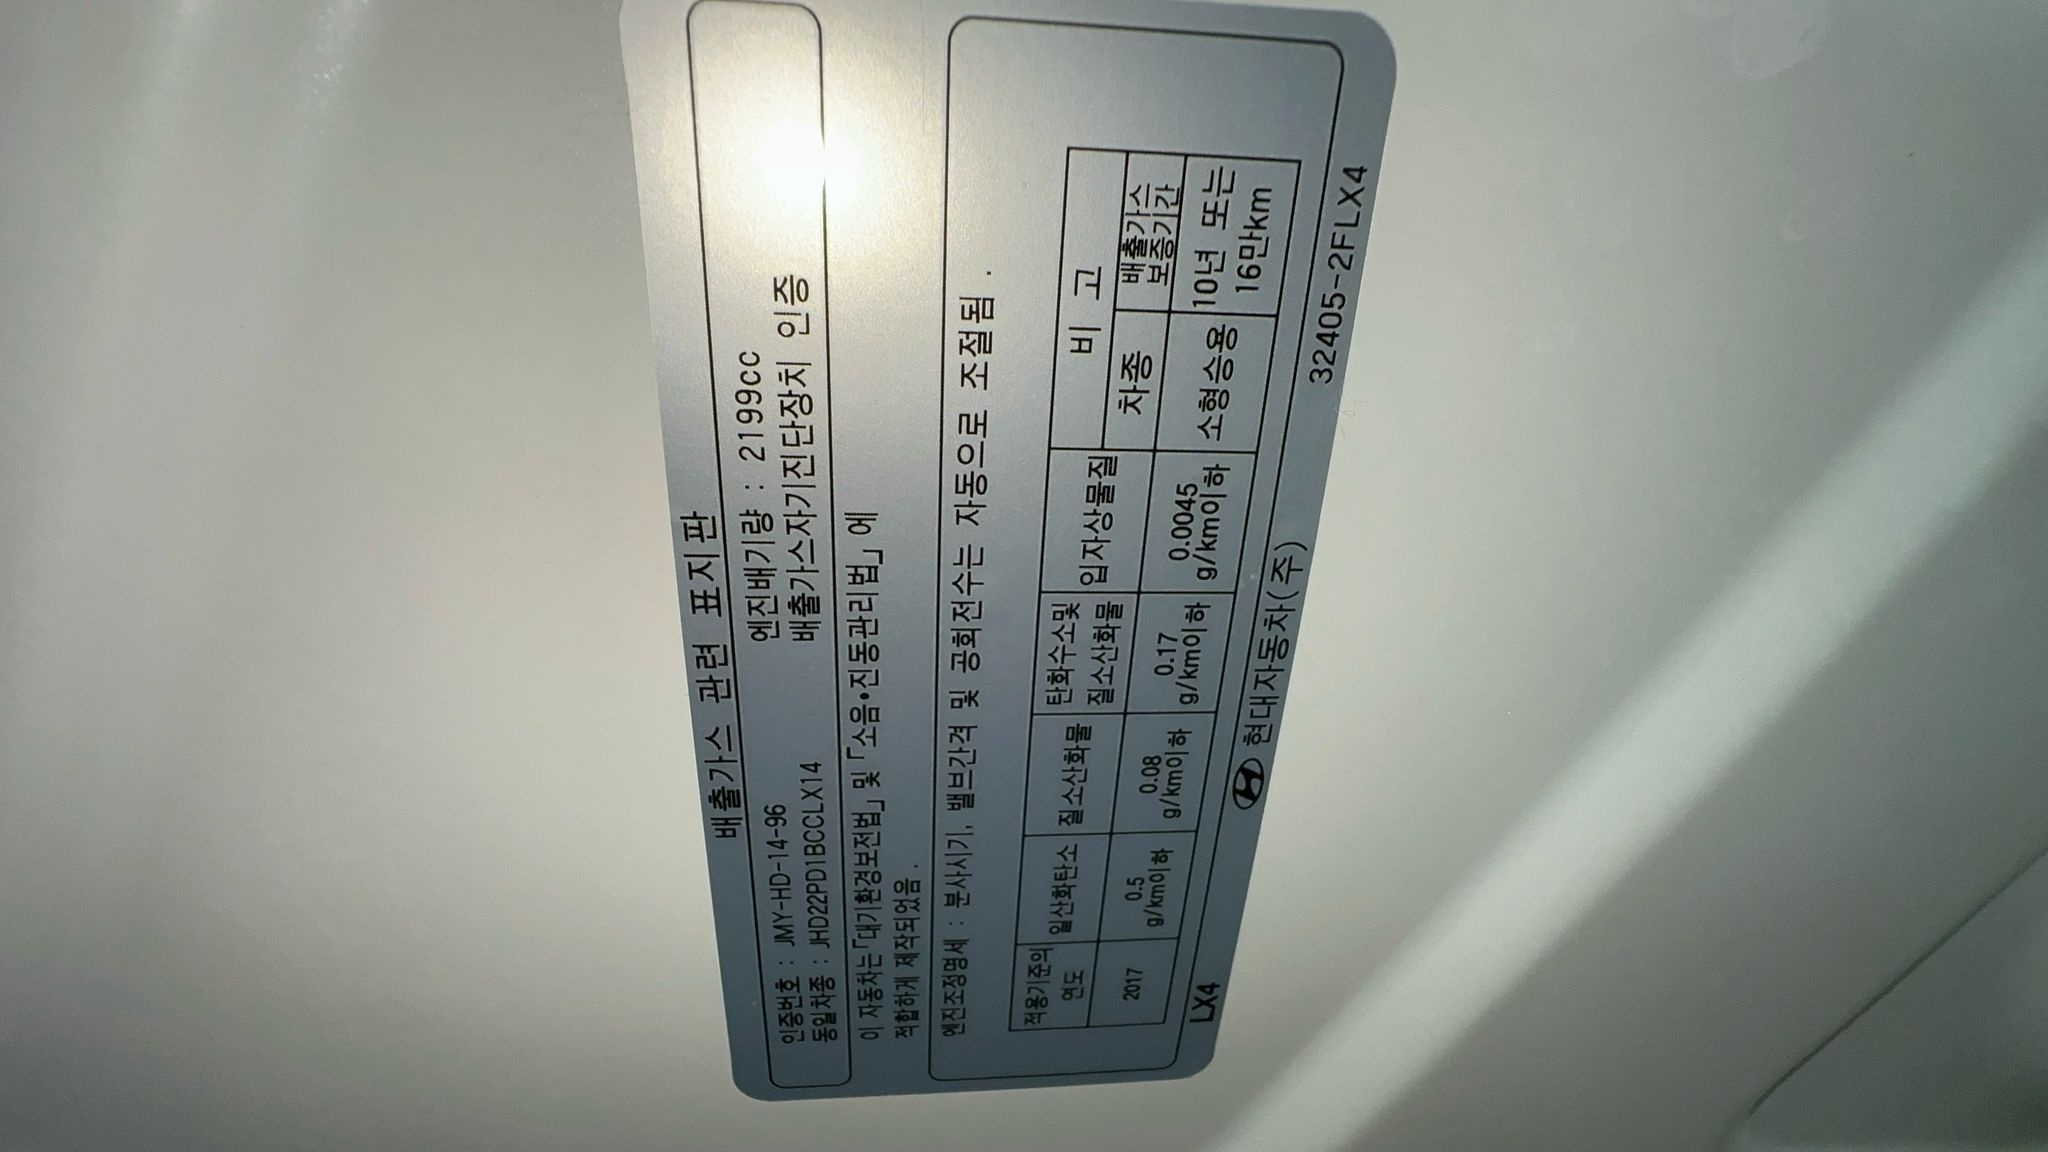 배출가스 관련 표지판
인증번호 : JMY-HD-14-96 엔진배기량 : 2199cc
동일차종 : JHD22PD1BCCLX14 배출가스자기진단장치 인증
이 자동차는「대기환경보전법」및「소음•진동관리법」에
적합하게 제작되었음.
엔진조정명세 : 분사시기, 밸브간격 및 공회전수는 자동으로 조절됨.
적용기준의 연도 일산화탄소 질소산화물 탄화수소및 질소산화물 입자상물질 비 고
차종 배출가스 보증기간
2017 0.5 g/km이하 0.08 g/km이하 0.17 g/km이하 0.0045 g/km이하 소형승용 10년 또는 16만km
LX4 현대자동차(주) 32405-2FLX4